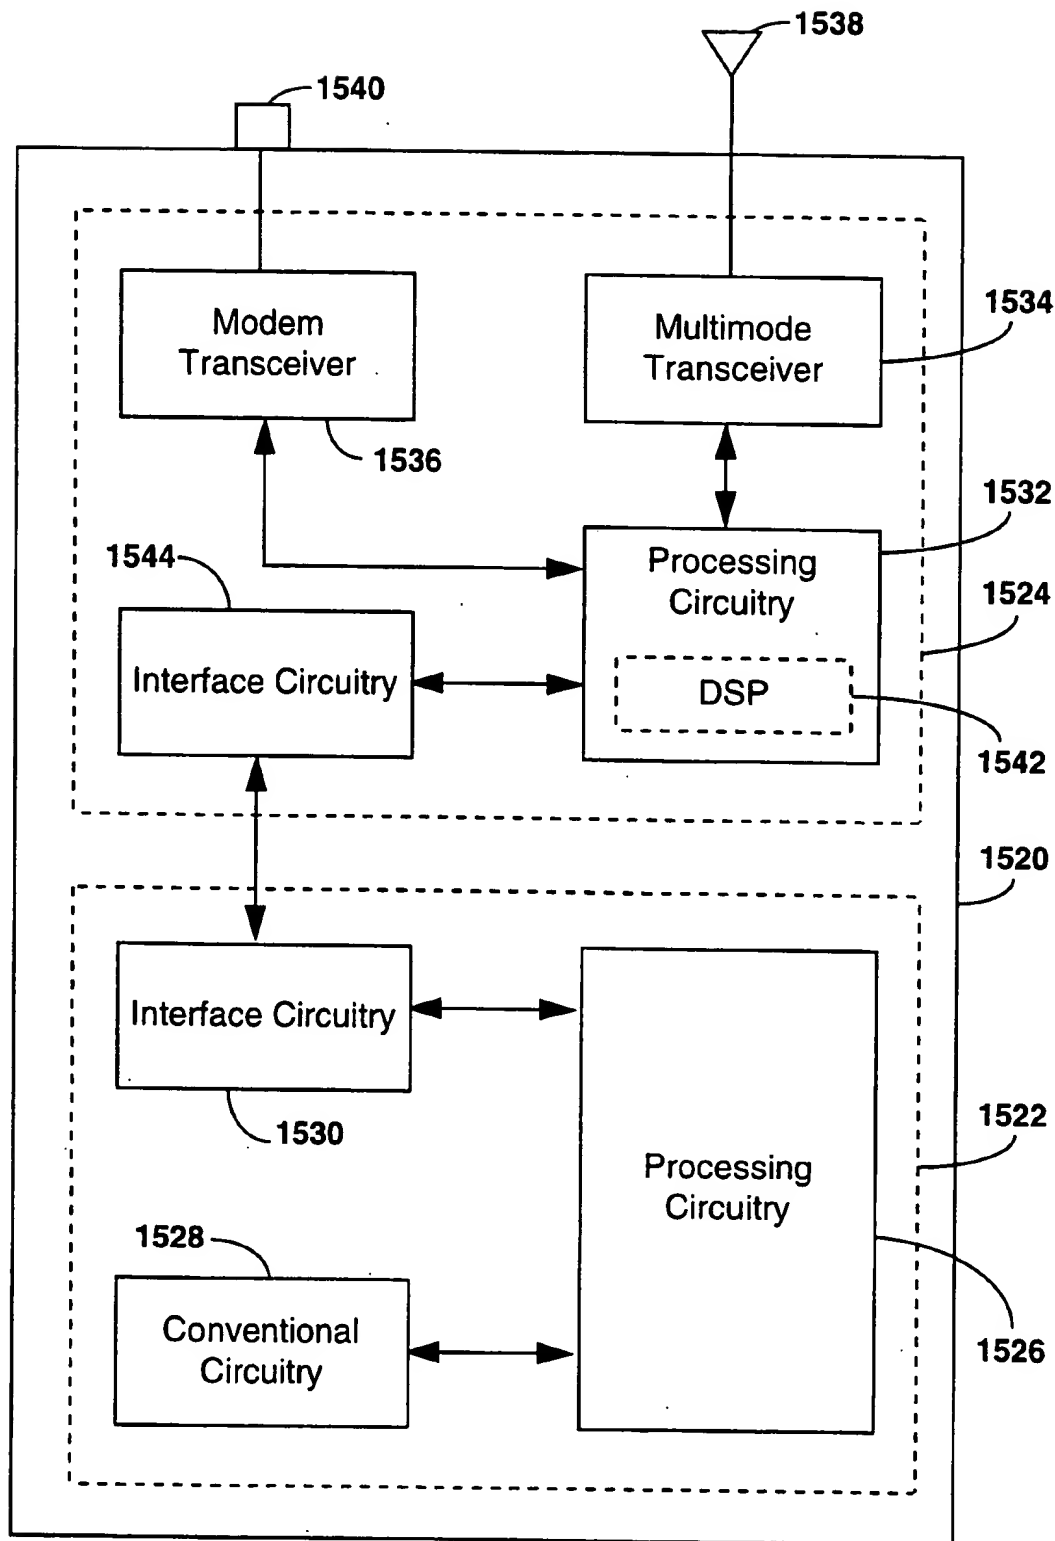 1538
1540
Modem
Transceiver
Multimode
Transceiver
1534
1536
1532
1544
Processing
Circuitry
1524
Interface Circuitry
DSP
1542
1520
Interface Circuitry
1530
1522
Processing
Circuitry
1528
Conventional
Circuitry
1526